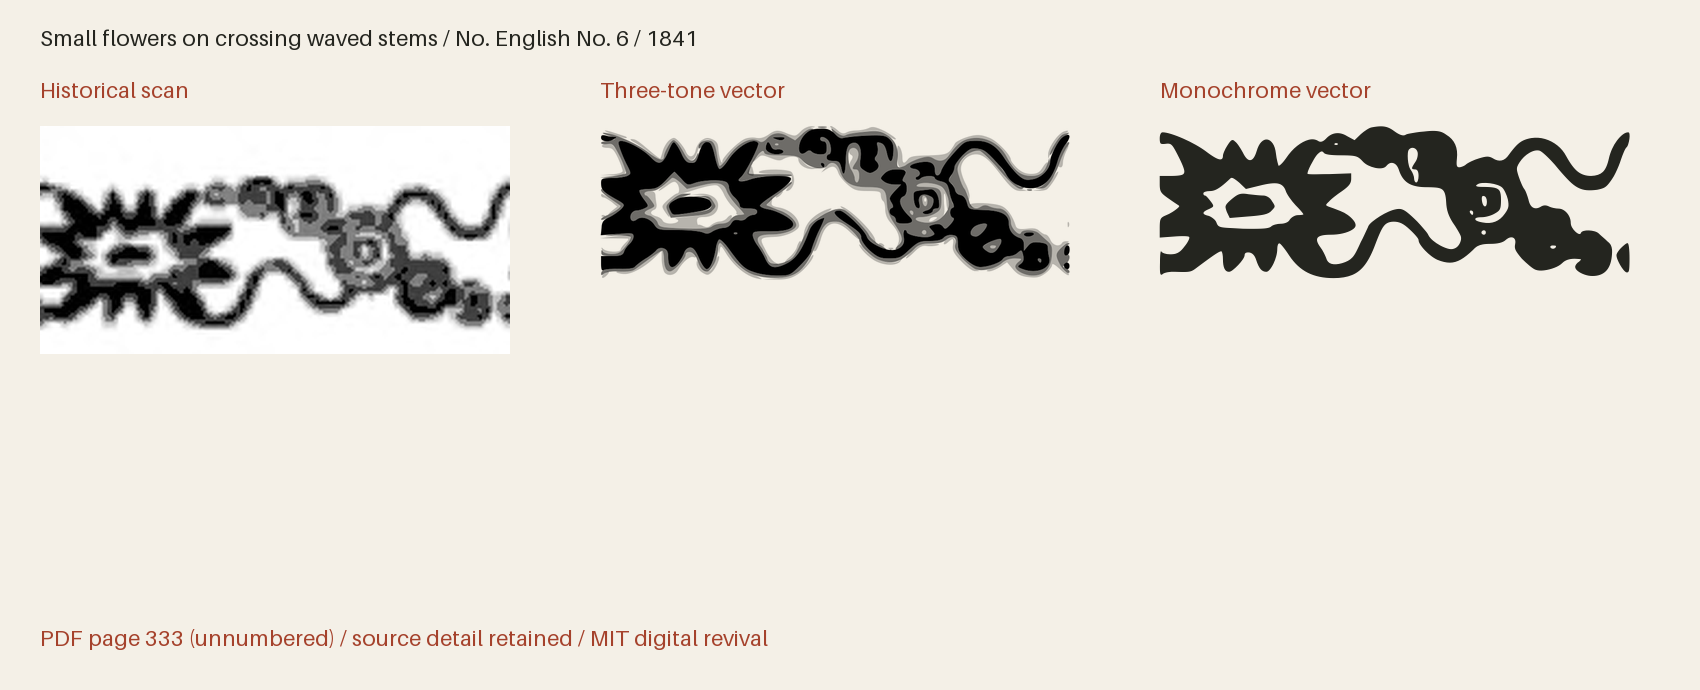 Small flowers on crossing waved stems / No. English No. 6 / 1841
Historical scan
Three-tone vector
Monochrome vector
PDF page 333 (unnumbered) / source detail retained / MIT digital revival